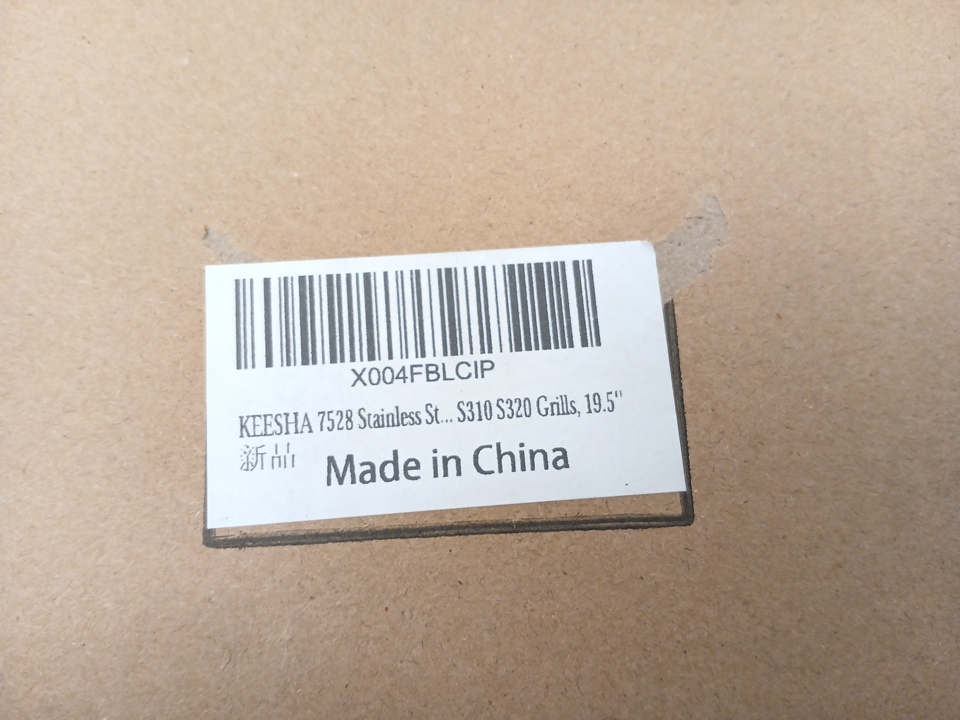 X004FBLCIP
KEESHA 7528 Stainless St... S310 S320 Grills, 19.5"
新品
Made in China